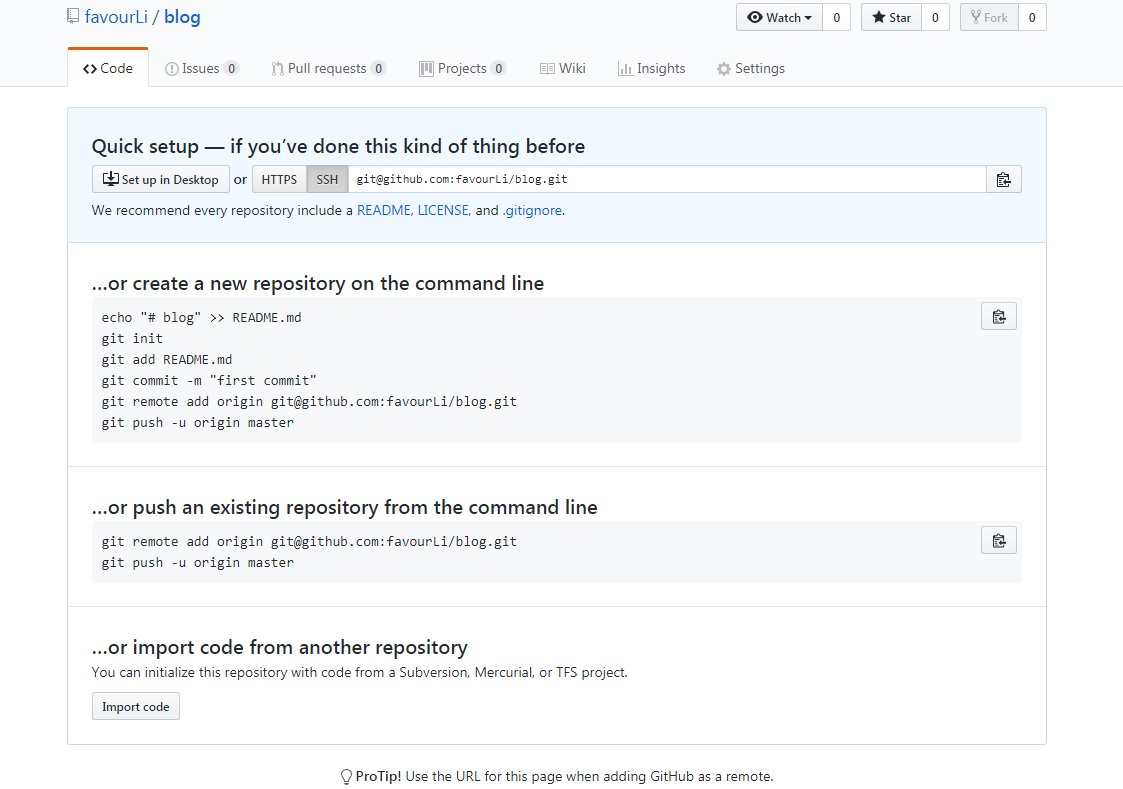 favourLi / blog
Watch 0 Star 0 Fork 0
Code Issues 0 Pull requests 0 Projects 0 Wiki Insights Settings
Quick setup — if you’ve done this kind of thing before
Set up in Desktop or HTTPS SSH git@github.com:favourLi/blog.git
We recommend every repository include a README, LICENSE, and .gitignore.
…or create a new repository on the command line
echo "# blog" >> README.md
git init
git add README.md
git commit -m "first commit"
git remote add origin git@github.com:favourLi/blog.git
git push -u origin master
…or push an existing repository from the command line
git remote add origin git@github.com:favourLi/blog.git
git push -u origin master
…or import code from another repository
You can initialize this repository with code from a Subversion, Mercurial, or TFS project.
Import code
ProTip! Use the URL for this page when adding GitHub as a remote.